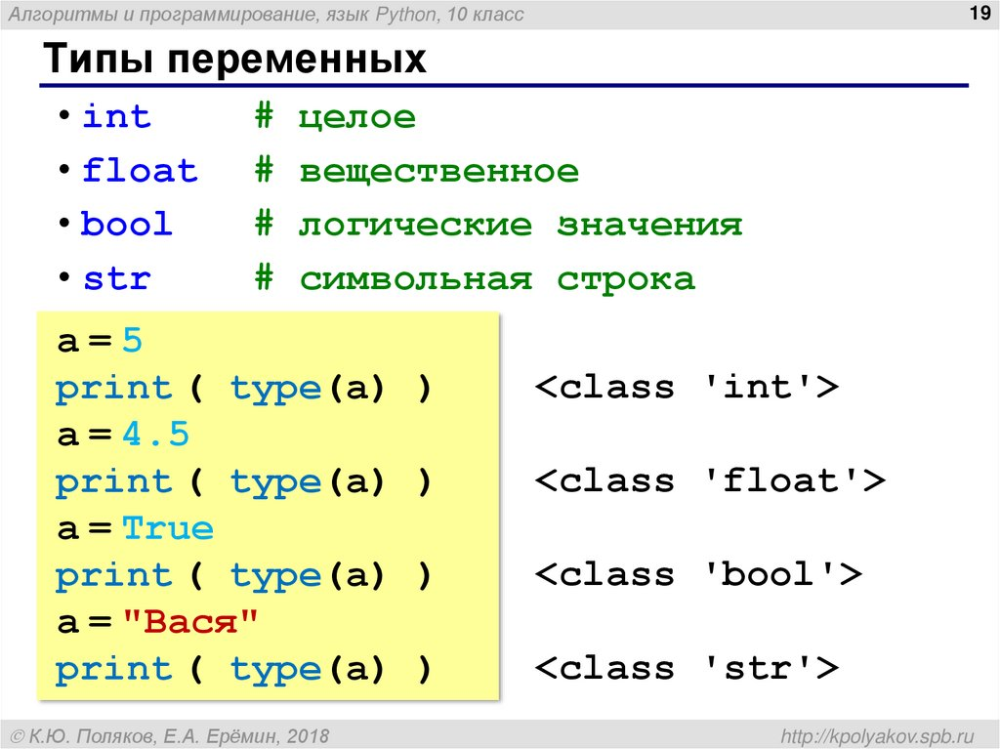 Алгоритмы и программирование, язык Python, 10 класс 19
Типы переменных
• int # целое
• float # вещественное
• bool # логические значения
• str # символьная строка
a = 5
print ( type(a) ) <class 'int'>
a = 4.5
print ( type(a) ) <class 'float'>
a = True
print ( type(a) ) <class 'bool'>
a = "Вася"
print ( type(a) ) <class 'str'>
© К.Ю. Поляков, Е.А. Ерёмин, 2018 http://kpolyakov.spb.ru